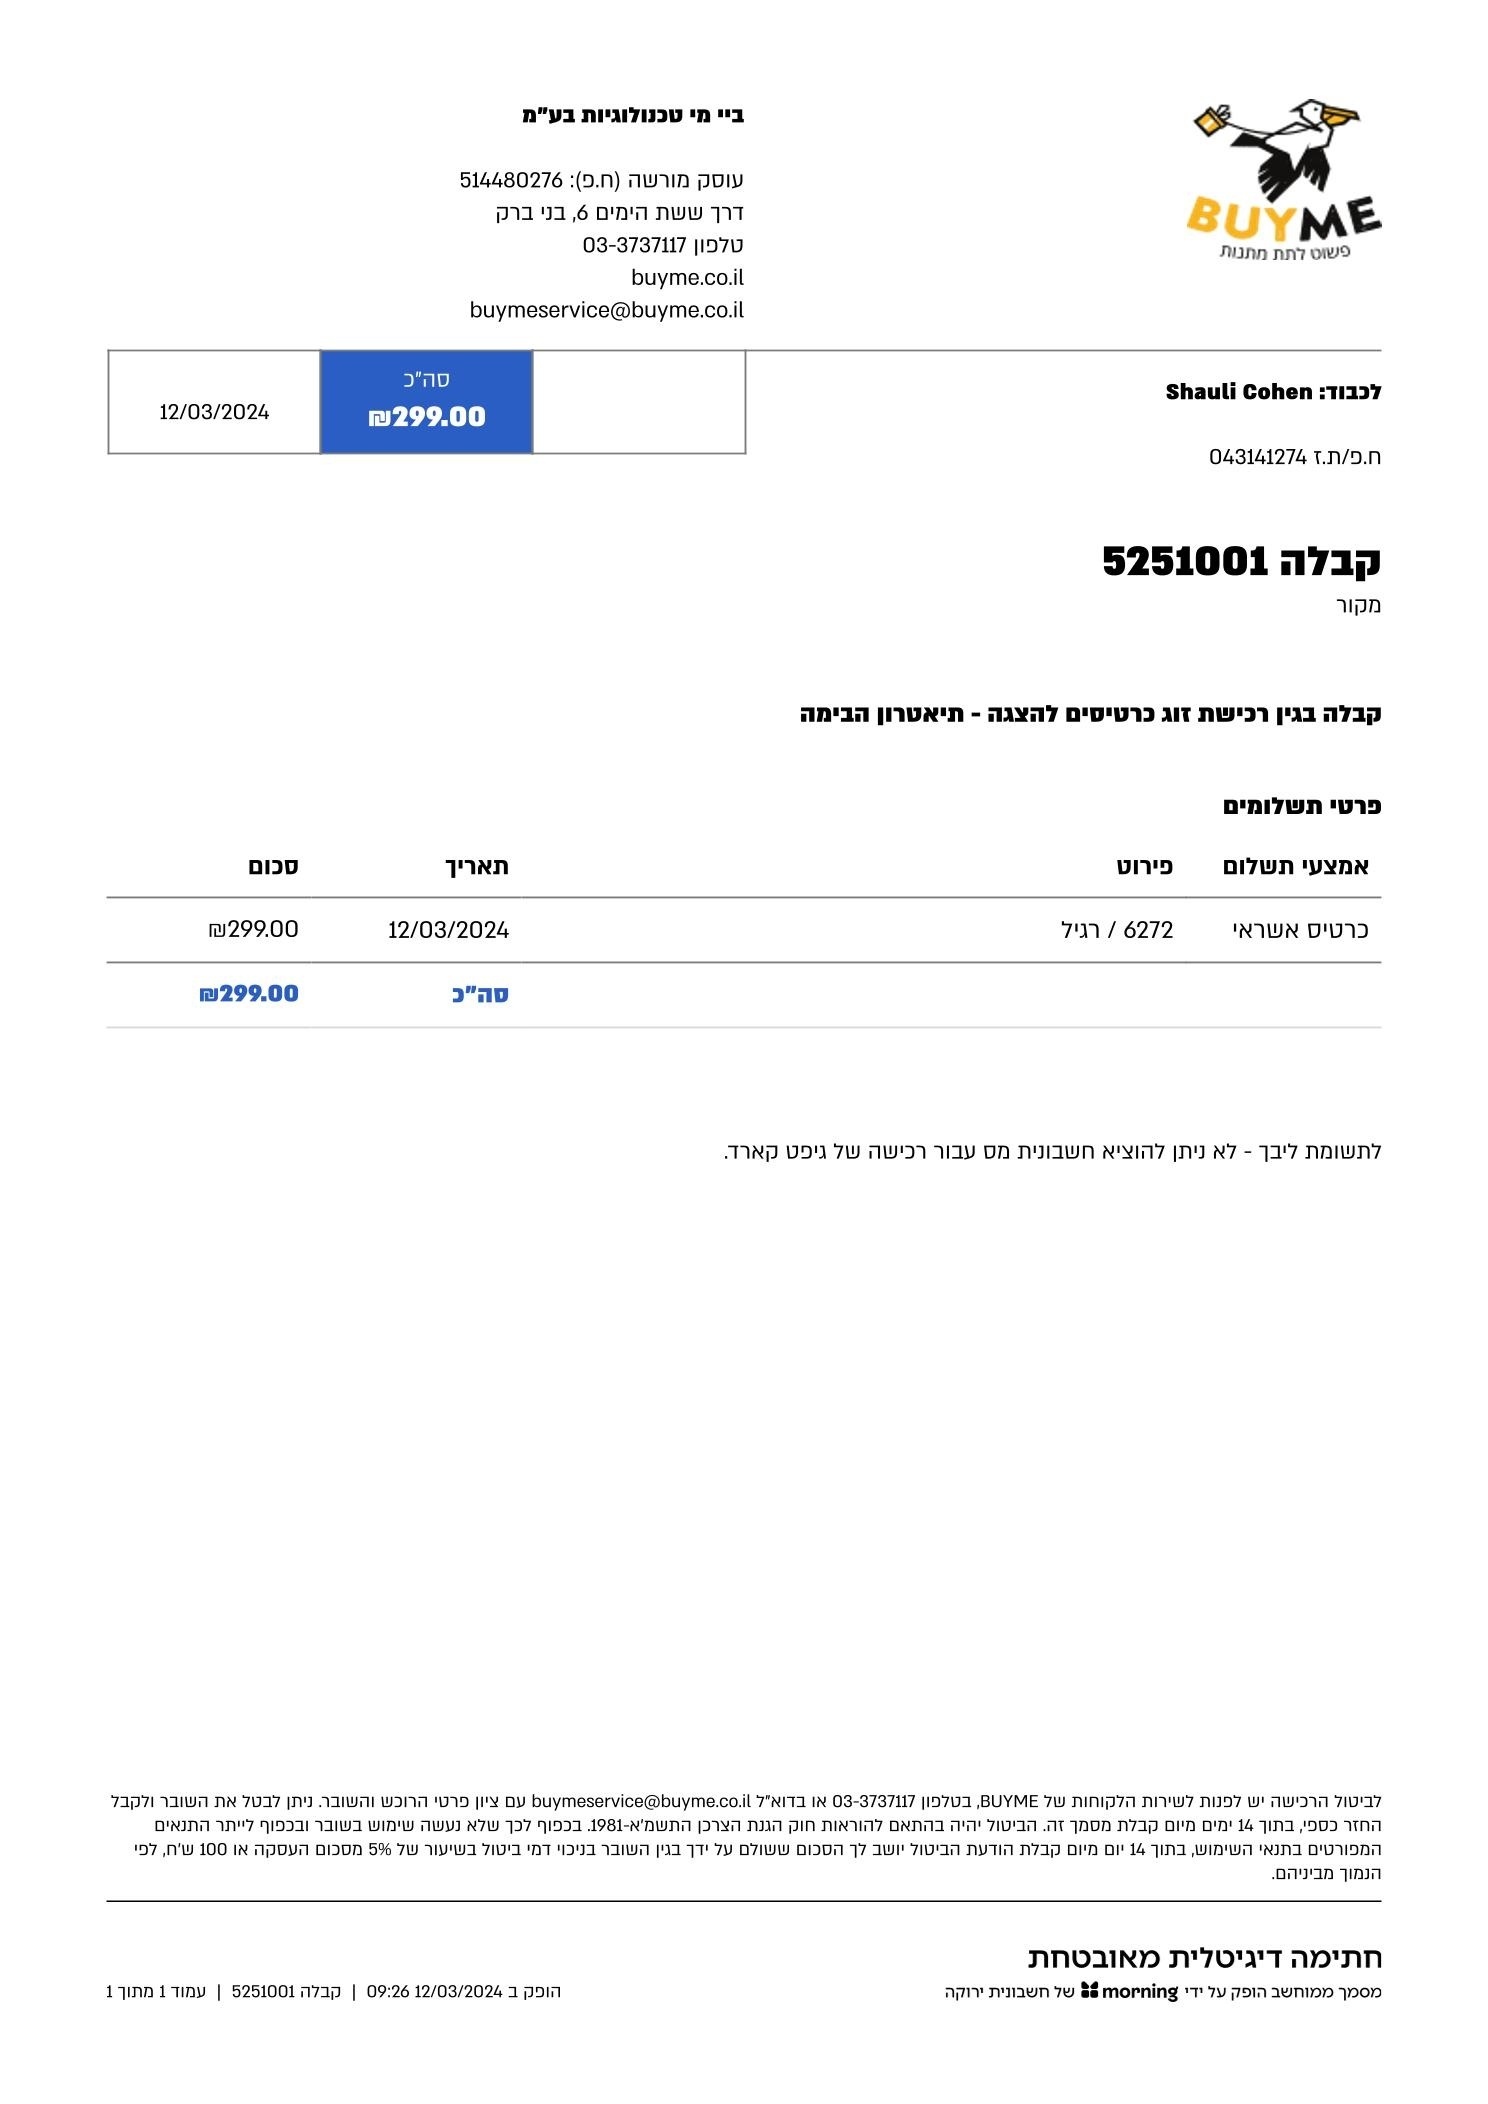 BUYME
פשוט לתת מתנות
ביי מי טכנולוגיות בע"מ
עוסק מורשה (ח.פ): 514480276
דרך ששת הימים 6, בני ברק
טלפון 03-3737117
buyme.co.il
buymeservice@buyme.co.il
לכבוד: Shauli Cohen
ח.פ/ת.ז 043141274
סה"כ
₪299.00
12/03/2024
קבלה 5251001
מקור
קבלה בגין רכישת זוג כרטיסים להצגה - תיאטרון הבימה
פרטי תשלומים
אמצעי תשלום פירוט תאריך סכום
כרטיס אשראי 6272 / רגיל 12/03/2024 ₪299.00
סה"כ ₪299.00
לתשומת ליבך - לא ניתן להוציא חשבונית מס עבור רכישה של גיפט קארד.
לביטול הרכישה יש לפנות לשירות הלקוחות של BUYME, בטלפון 03-3737117 או בדוא"ל buymeservice@buyme.co.il עם ציון פרטי הרוכש והשובר. ניתן לבטל את השובר ולקבל
החזר כספי, בתוך 14 ימים מיום קבלת מסמך זה. הביטול יהיה בהתאם להוראות חוק הגנת הצרכן התשמ'א-1981. בכפוף לכך שלא נעשה שימוש בשובר ובכפוף לייתר התנאים
המפורטים בתנאי השימוש, בתוך 14 יום מיום קבלת הודעת הביטול יושב לך הסכום ששולם על ידך בגין השובר בניכוי דמי ביטול בשיעור של 5% מסכום העסקה או 100 ש'ח, לפי
הנמוך מביניהם.
חתימה דיגיטלית מאובטחת
מסמך ממוחשב הופק על ידי morning של חשבונית ירוקה
הופק ב 12/03/2024 09:26 | קבלה 5251001 | עמוד 1 מתוך 1